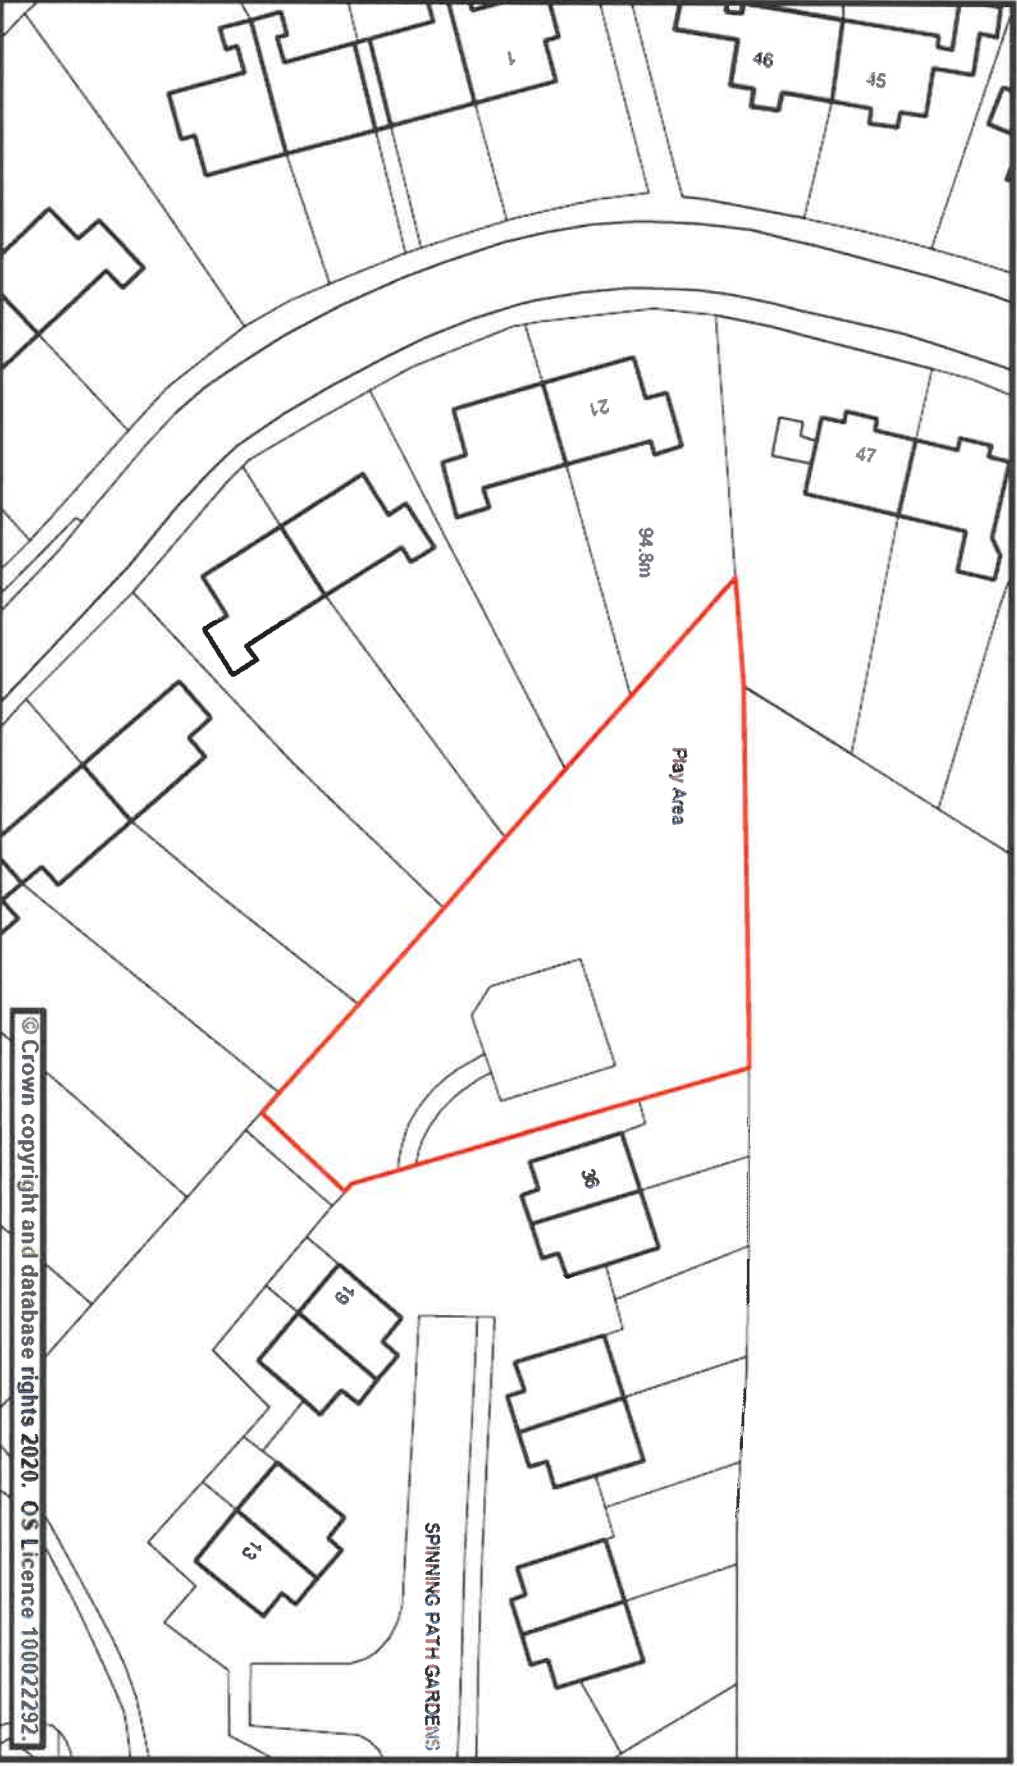 1
46
45
21
47
94.8m
Play Area
36
19
13
SPINNING PATH GARDENS
© Crown copyright and database rights 2020. OS Licence 100022292.